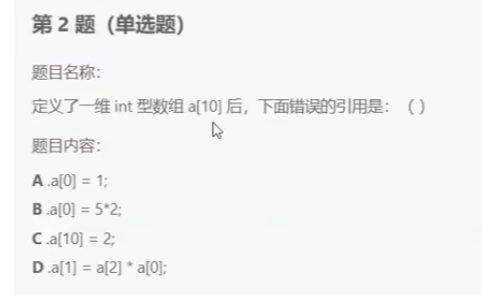 第 2 题（单选题）
题目名称：
定义了一维 int 型数组 a[10] 后，下面错误的引用是：（ ）
题目内容：
A .a[0] = 1;
B .a[0] = 5*2;
C .a[10] = 2;
D .a[1] = a[2] * a[0];